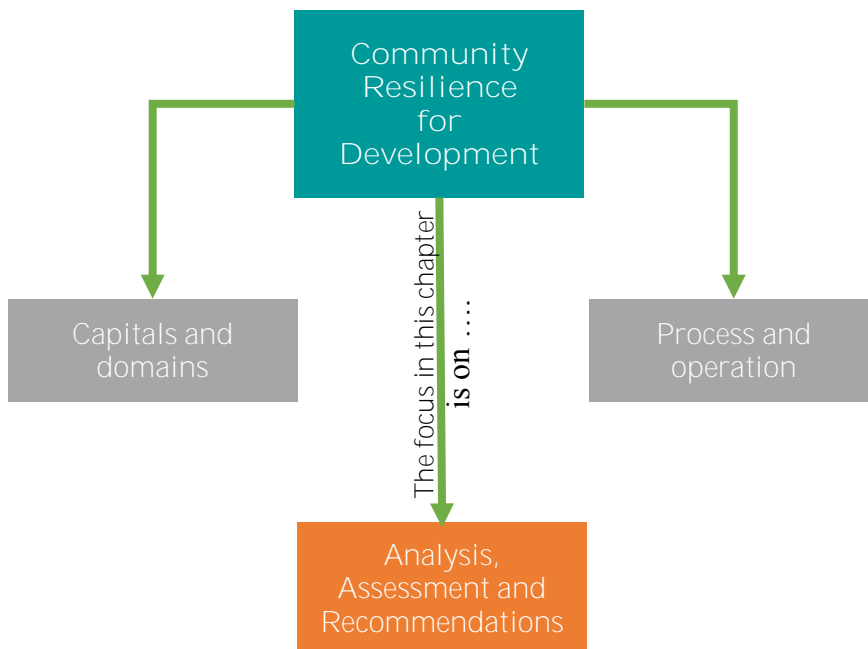 Community
Resilience
for
Development
The focus in this chapter
is on ....
Capitals and
domains
Process and
operation
Analysis,
Assessment and
Recommendations